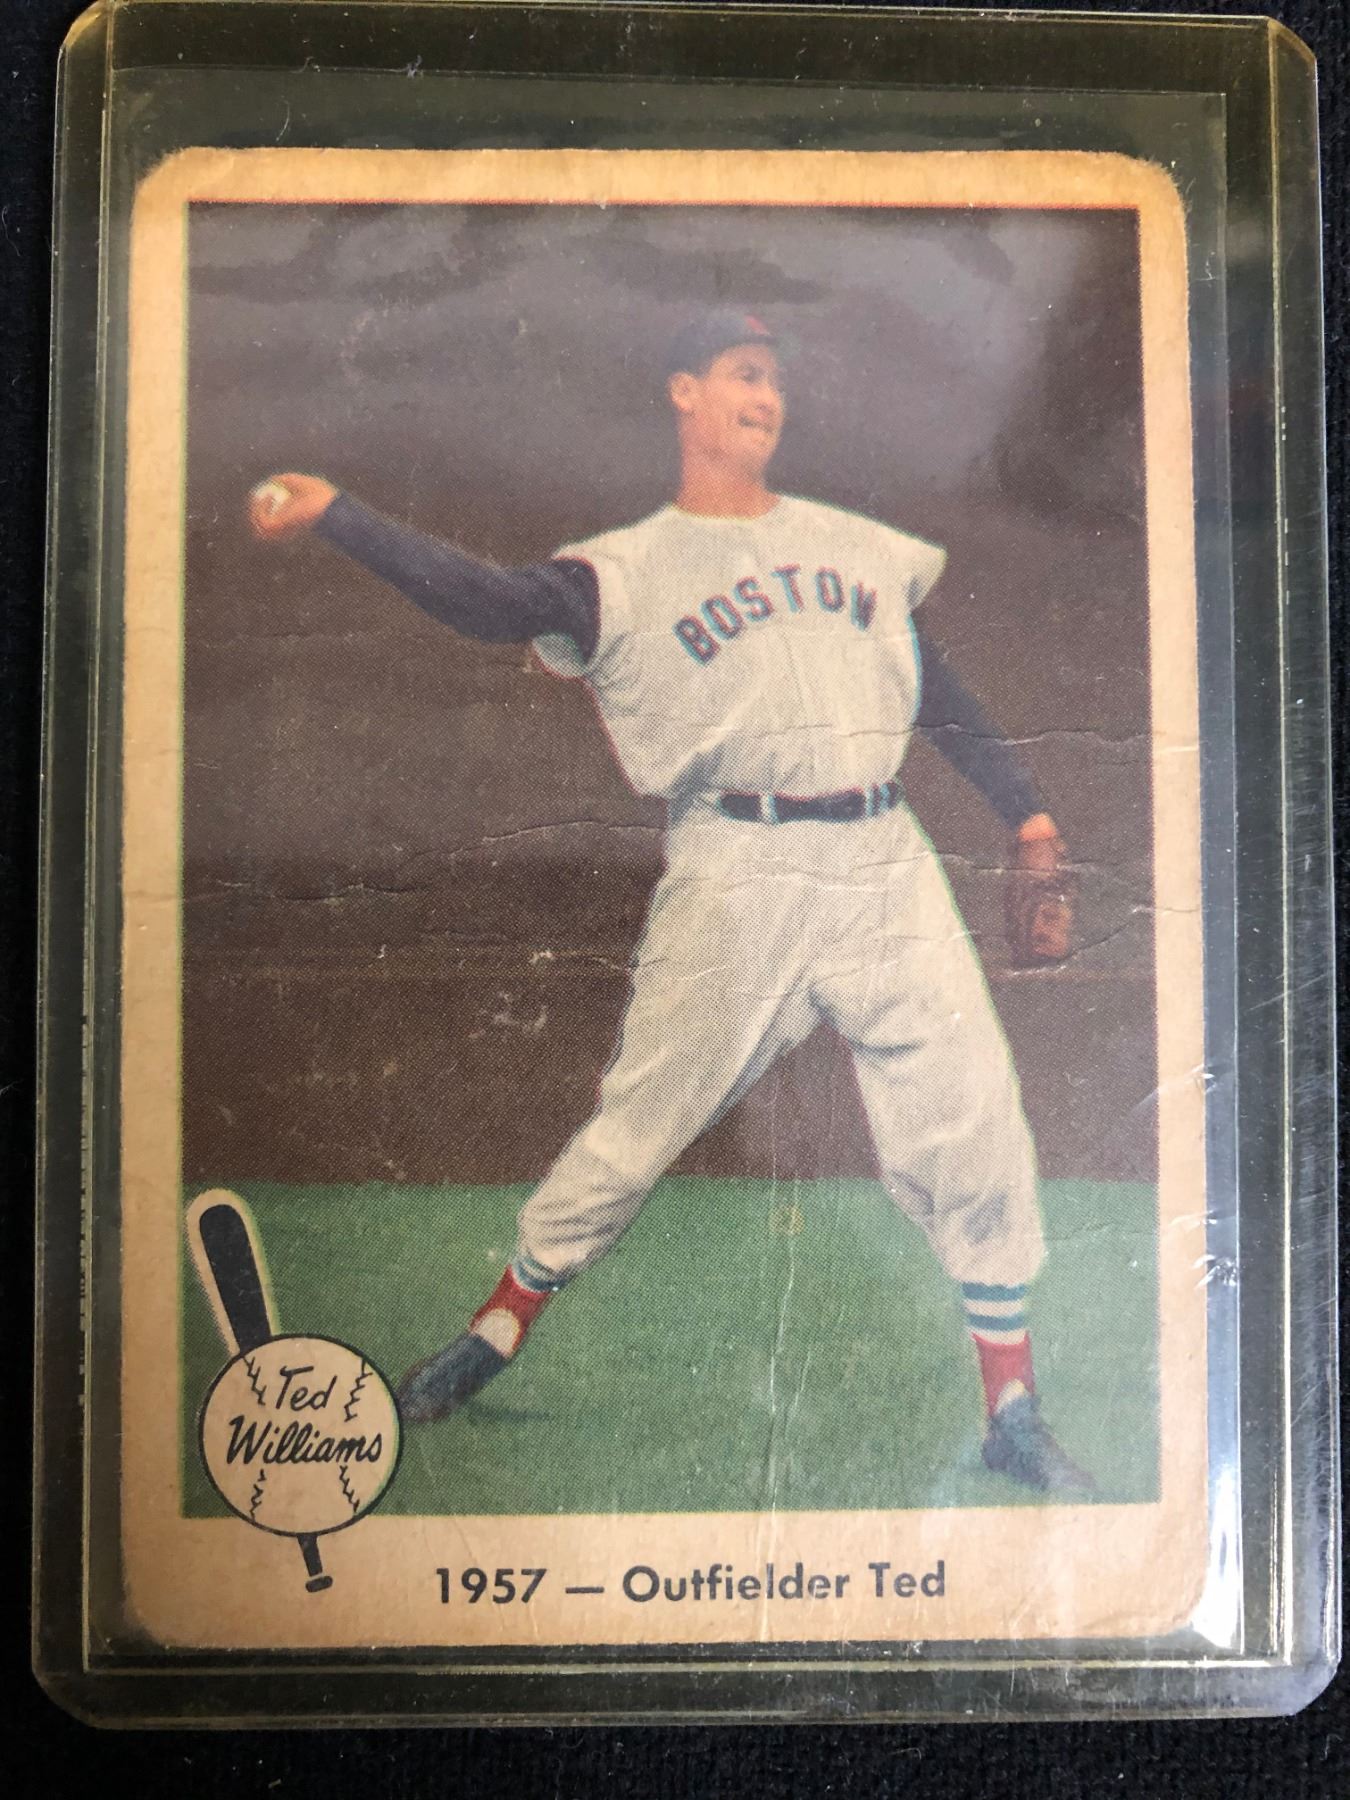 BOSTON
Ted
Williams
1957 — Outfielder Ted